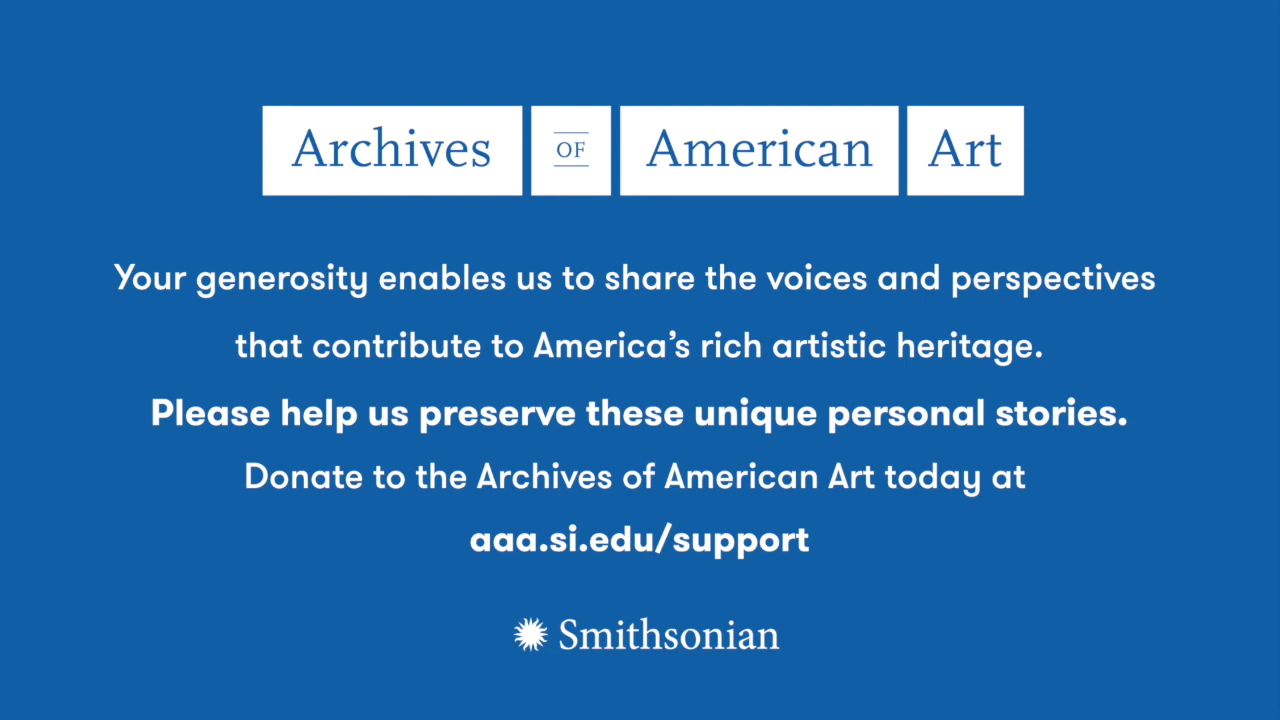 Archives OF American Art
Your generosity enables us to share the voices and perspectives
that contribute to America’s rich artistic heritage.
Please help us preserve these unique personal stories.
Donate to the Archives of American Art today at
aaa.si.edu/support
Smithsonian